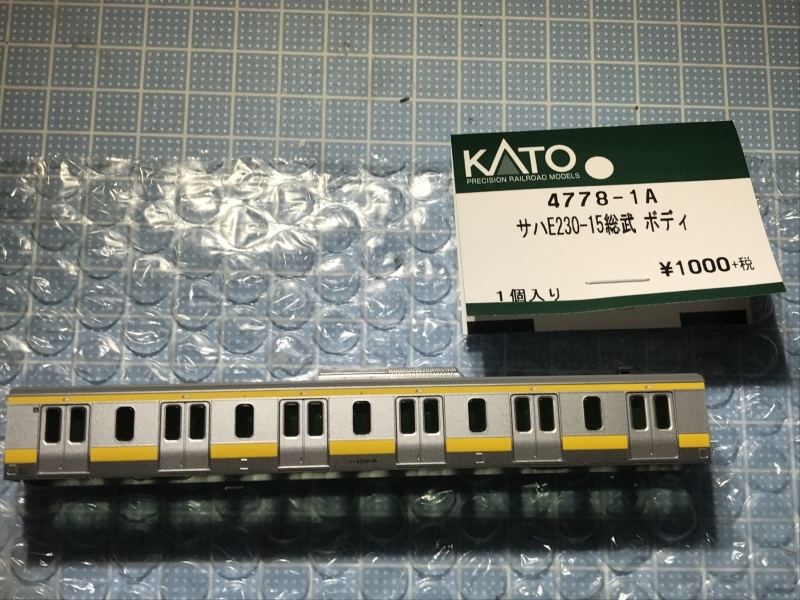 KATO
PRECISION RAILROAD MODELS
4778-1A
サハE230-15総武 ボディ
¥1000+税
1個入り